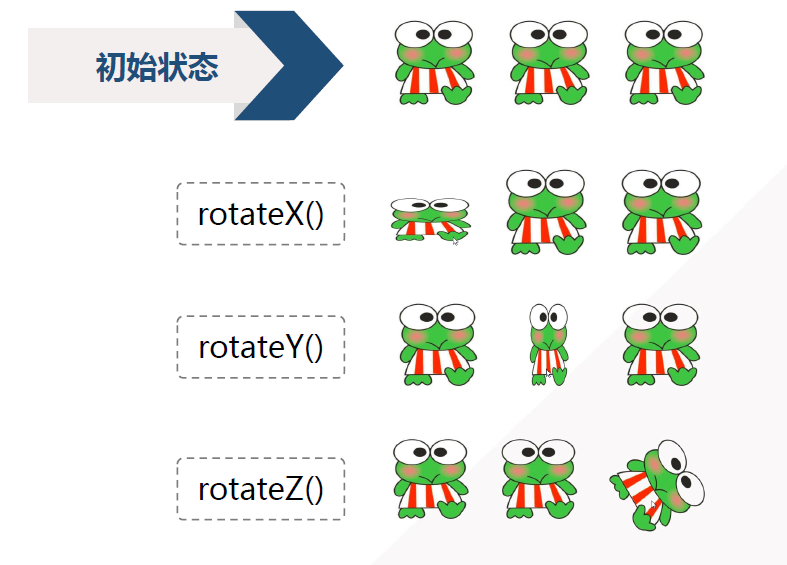 初始状态
rotateX()
rotateY()
rotateZ()